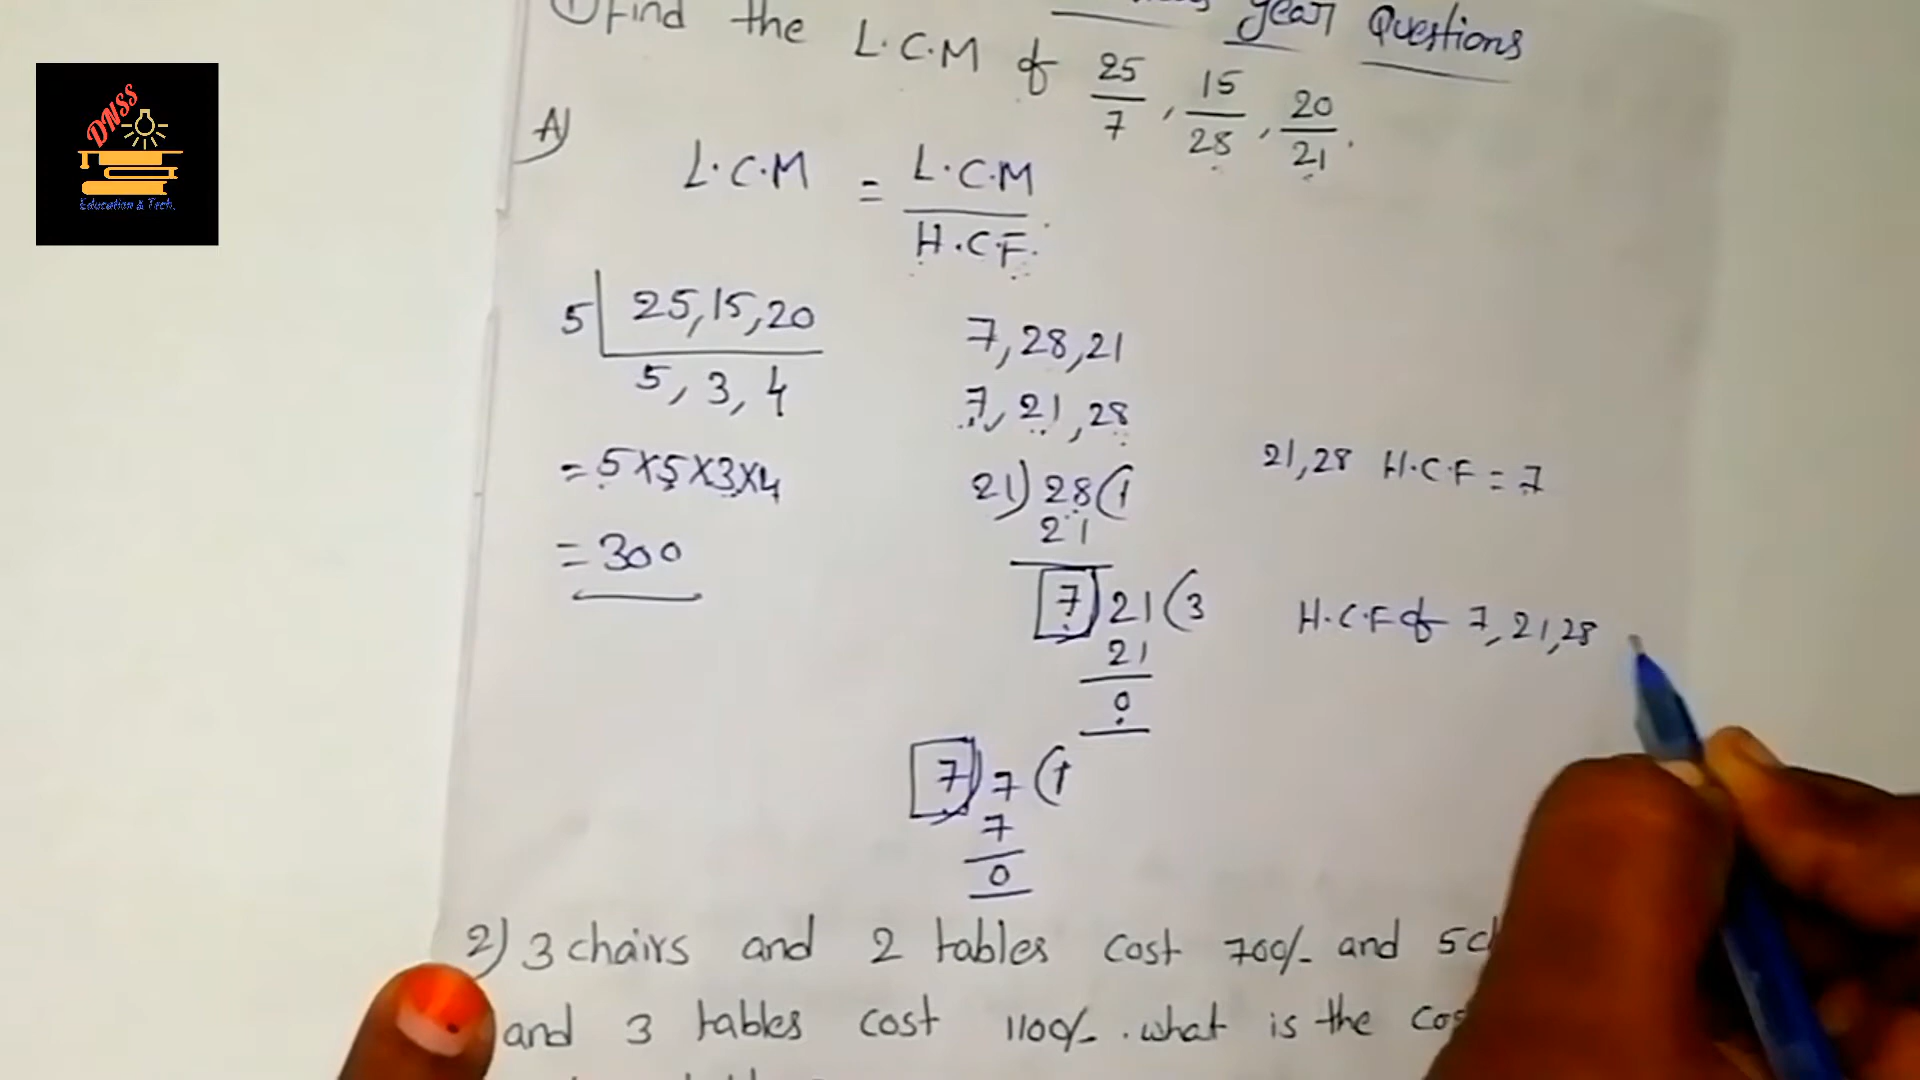 year Questions
1) Find the L.C.M of 25/7, 15/28, 20/21.
A)
L.C.M = L.C.M / H.C.F.
5 | 25, 15, 20
5, 3, 4
= 5×5×3×4
= 300
7, 28, 21
7, 21, 28
21) 28 (1
21
7) 21 (3
21
0
7) 7 (1
7
0
21, 28 H.C.F = 7
H.C.F of 7, 21, 28
2) 3 chairs and 2 tables cost 700/- and 5
and 3 tables cost 1100/-. what is the
DNSS
Education & Tech.